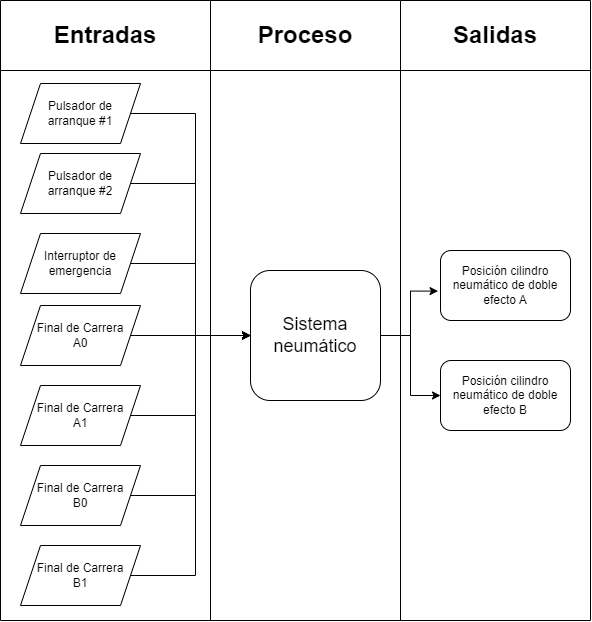 Entradas
Proceso
Salidas
Pulsador de
arranque #1
Pulsador de
arranque #2
Interruptor de
emergencia
Final de Carrera
A0
Final de Carrera
A1
Final de Carrera
B0
Final de Carrera
B1
Sistema
neumático
Posición cilindro
neumático de doble
efecto A
Posición cilindro
neumático de doble
efecto B